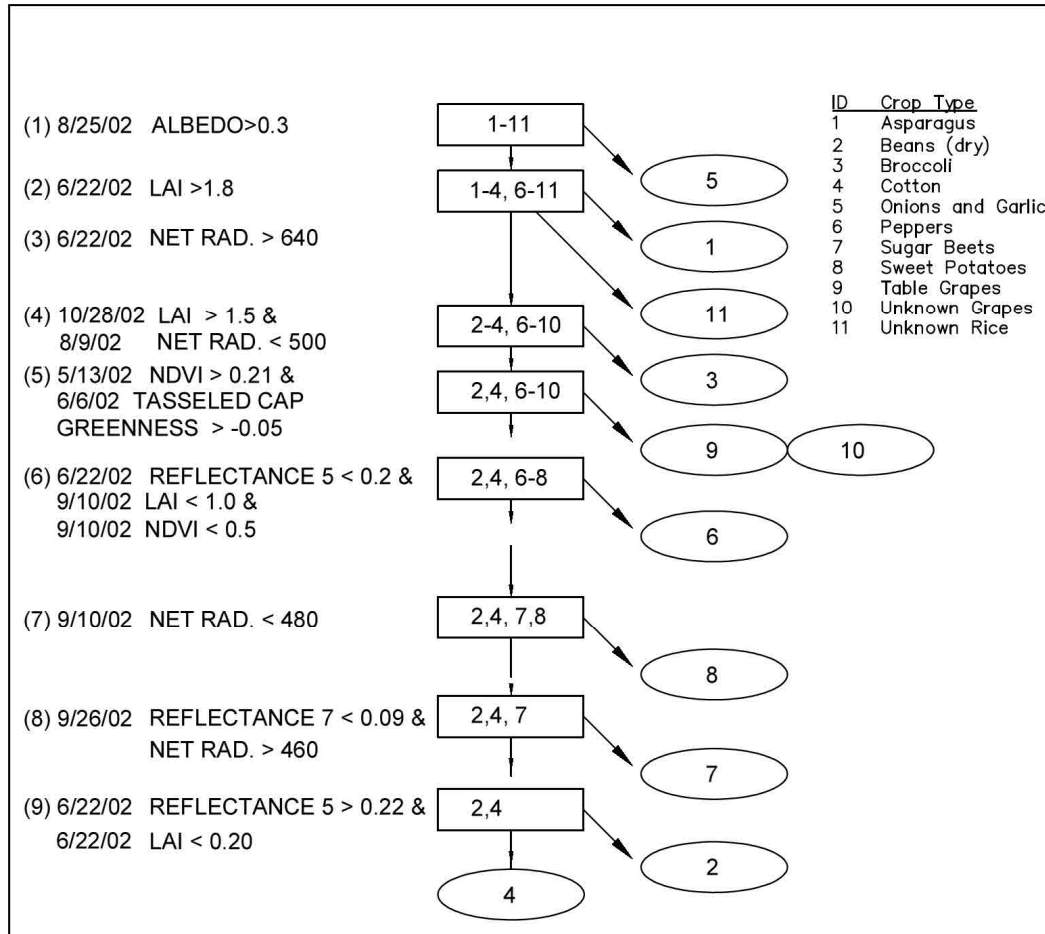 (1) 8/25/02 ALBEDO>0.3
1-11
5
(2) 6/22/02 LAI >1.8
1-4, 6-11
1
(3) 6/22/02 NET RAD. > 640
11
(4) 10/28/02 LAI > 1.5 &
8/9/02 NET RAD. < 500
2-4, 6-10
3
(5) 5/13/02 NDVI > 0.21 &
6/6/02 TASSELED CAP
GREENNESS > -0.05
2,4, 6-10
9
10
(6) 6/22/02 REFLECTANCE 5 < 0.2 &
9/10/02 LAI < 1.0 &
9/10/02 NDVI < 0.5
2,4, 6-8
6
(7) 9/10/02 NET RAD. < 480
2,4, 7,8
8
(8) 9/26/02 REFLECTANCE 7 < 0.09 &
NET RAD. > 460
2,4, 7
7
(9) 6/22/02 REFLECTANCE 5 > 0.22 &
6/22/02 LAI < 0.20
2,4
2
4
ID Crop Type
1 Asparagus
2 Beans (dry)
3 Broccoli
4 Cotton
5 Onions and Garlic
6 Peppers
7 Sugar Beets
8 Sweet Potatoes
9 Table Grapes
10 Unknown Grapes
11 Unknown Rice